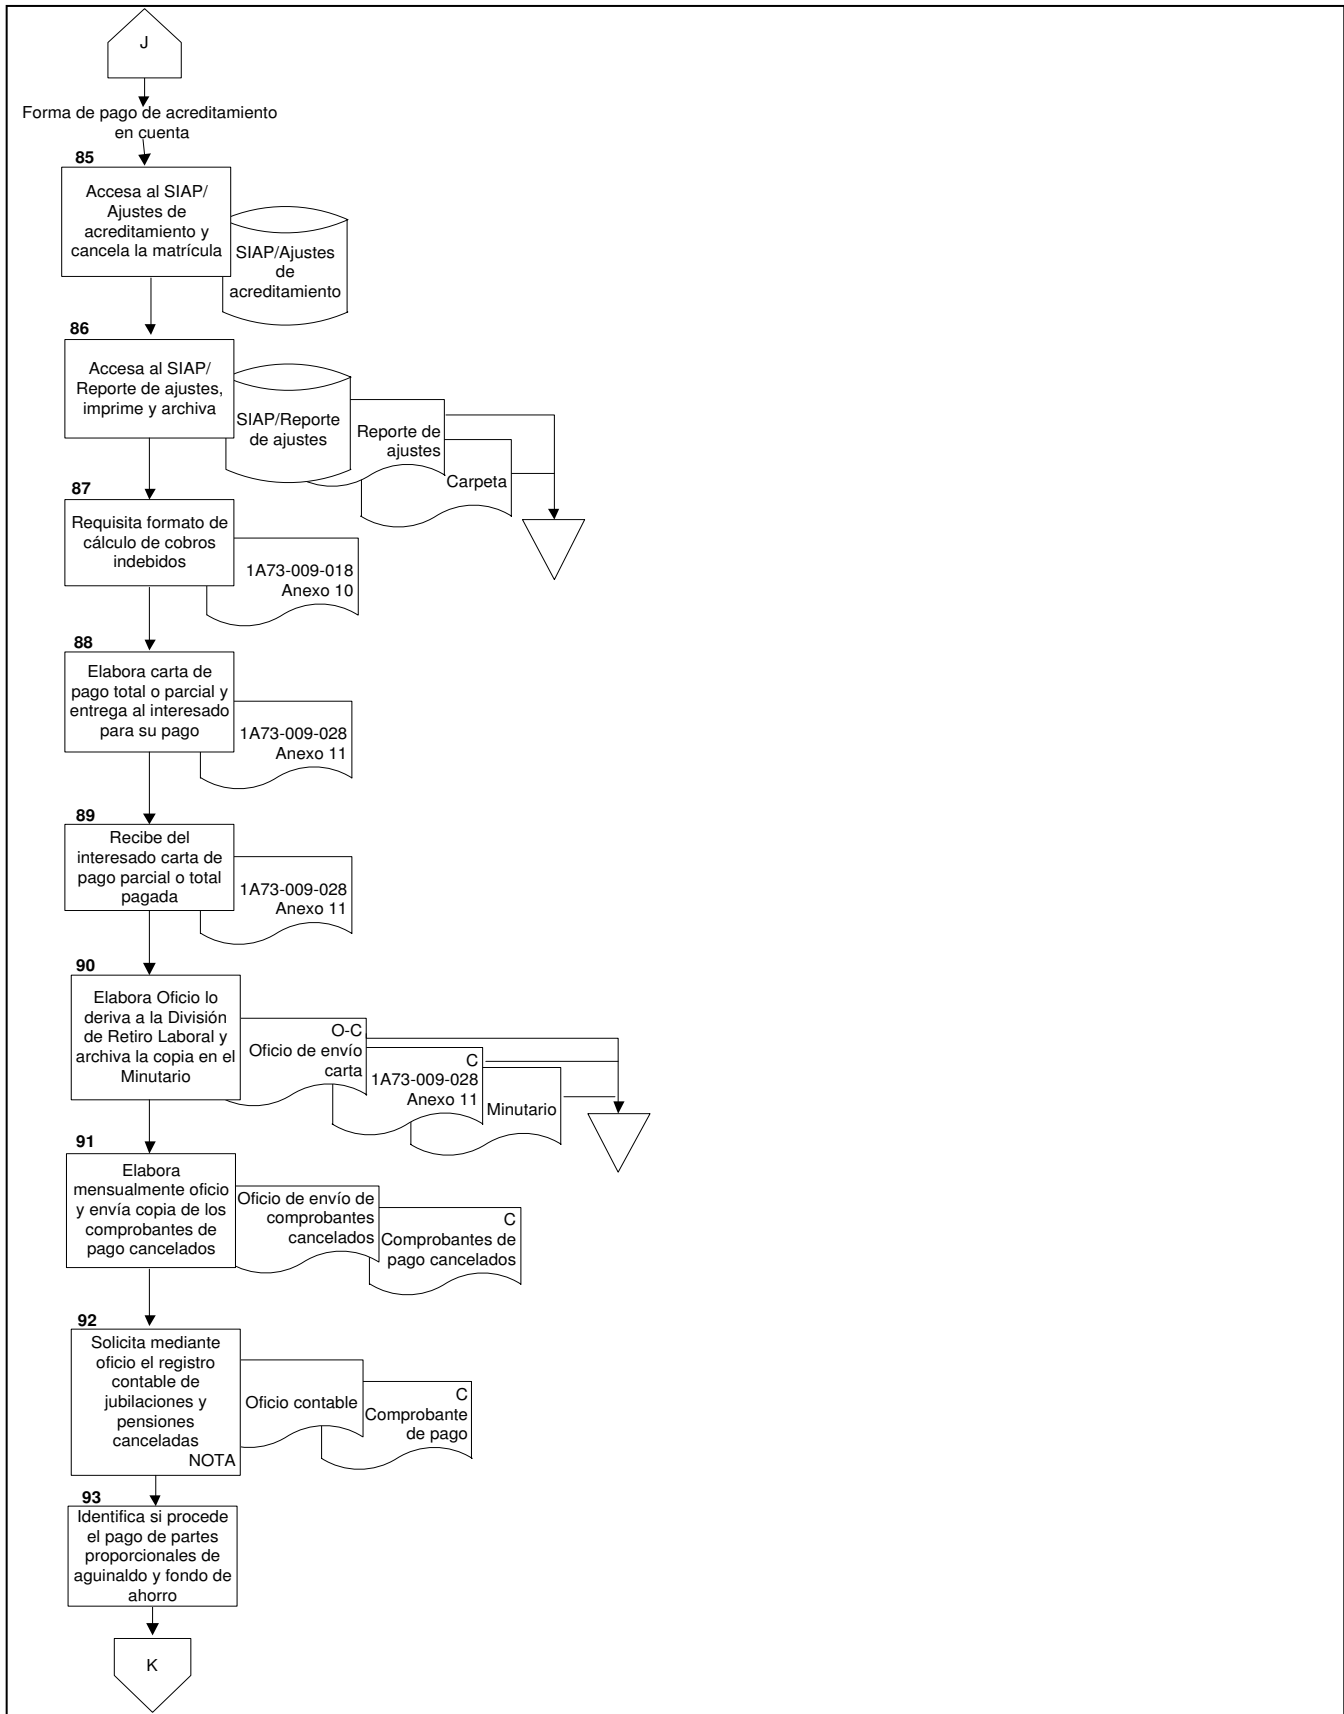 J
Forma de pago de acreditamiento
en cuenta
85
Accesa al SIAP/
Ajustes de
acreditamiento y
cancela la matrícula
SIAP/Ajustes
de
acreditamiento
86
Accesa al SIAP/
Reporte de ajustes,
imprime y archiva
SIAP/Reporte
de ajustes
Reporte de
ajustes
Carpeta
87
Requisita formato de
cálculo de cobros
indebidos
1A73-009-018
Anexo 10
88
Elabora carta de
pago total o parcial y
entrega al interesado
para su pago
1A73-009-028
Anexo 11
89
Recibe del
interesado carta de
pago parcial o total
pagada
1A73-009-028
Anexo 11
90
Elabora Oficio lo
deriva a la División
de Retiro Laboral y
archiva la copia en el
Minutario
O-C
Oficio de envío
carta
C
1A73-009-028
Anexo 11
Minutario
91
Elabora
mensualmente oficio
y envía copia de los
comprobantes de
pago cancelados
Oficio de envío de
comprobantes
cancelados
C
Comprobantes de
pago cancelados
92
Solicita mediante
oficio el registro
contable de
jubilaciones y
pensiones
canceladas
NOTA
Oficio contable
C
Comprobante
de pago
93
Identifica si procede
el pago de partes
proporcionales de
aguinaldo y fondo de
ahorro
K